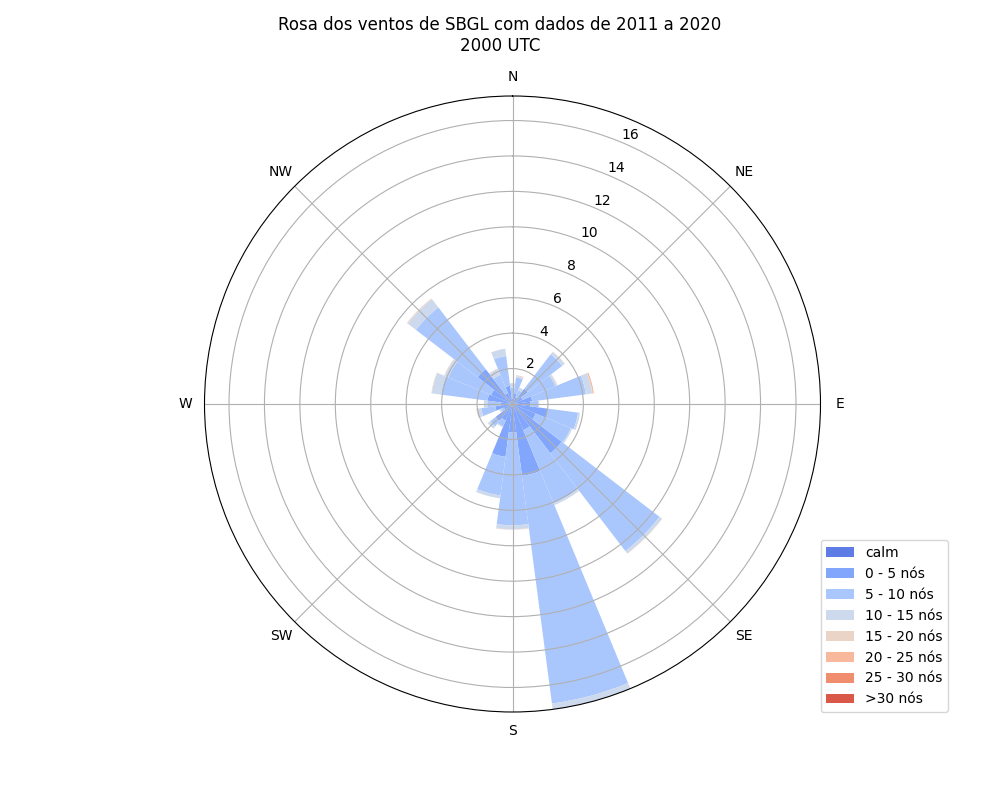 Rosa dos ventos de SBGL com dados de 2011 a 2020
2000 UTC
N
NW
NE
16
14
12
10
8
6
4
2
W
E
SW
SE
S
calm
0 - 5 nós
5 - 10 nós
10 - 15 nós
15 - 20 nós
20 - 25 nós
25 - 30 nós
>30 nós